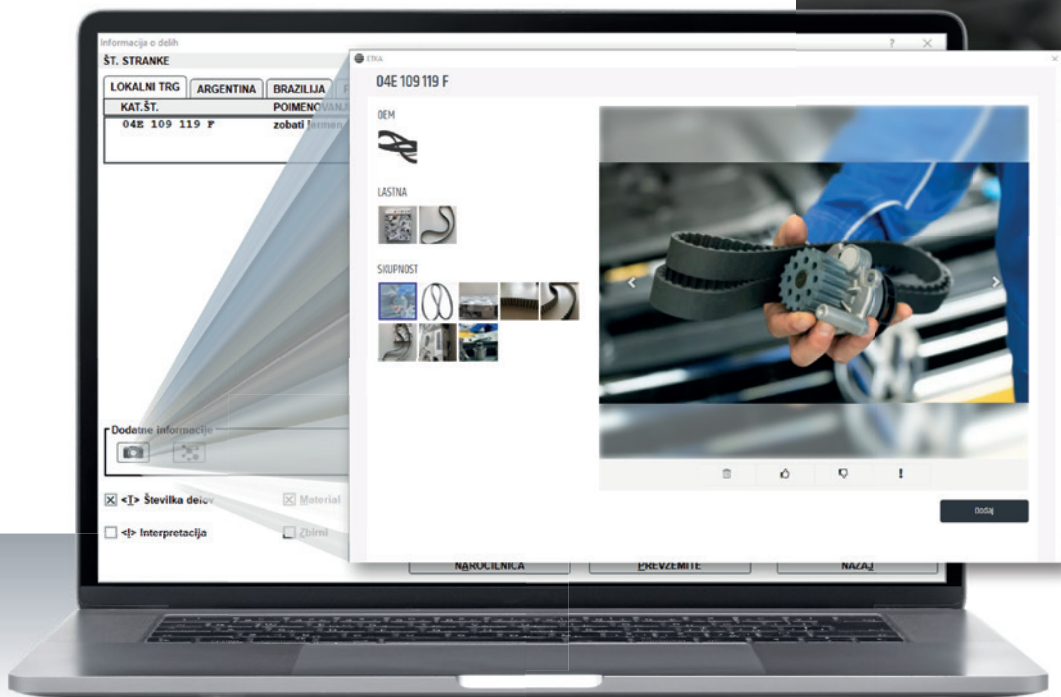 Informacija o delih
? ×
ŠT. STRANKE
LOKALNI TRG ARGENTINA BRAZILIJA
KAT.ŠT. POIMENOVANJ
04E 109 119 F zobati jermen
Dodatne informacije
<T> Številka delov
Material
<I> Interpretacija
Zbirni
NAROČILNICA PREVZEMITE NAZAJ
ETKA
×
04E 109 119 F
OEM
LASTNA
SKUPNOST
Dodaj